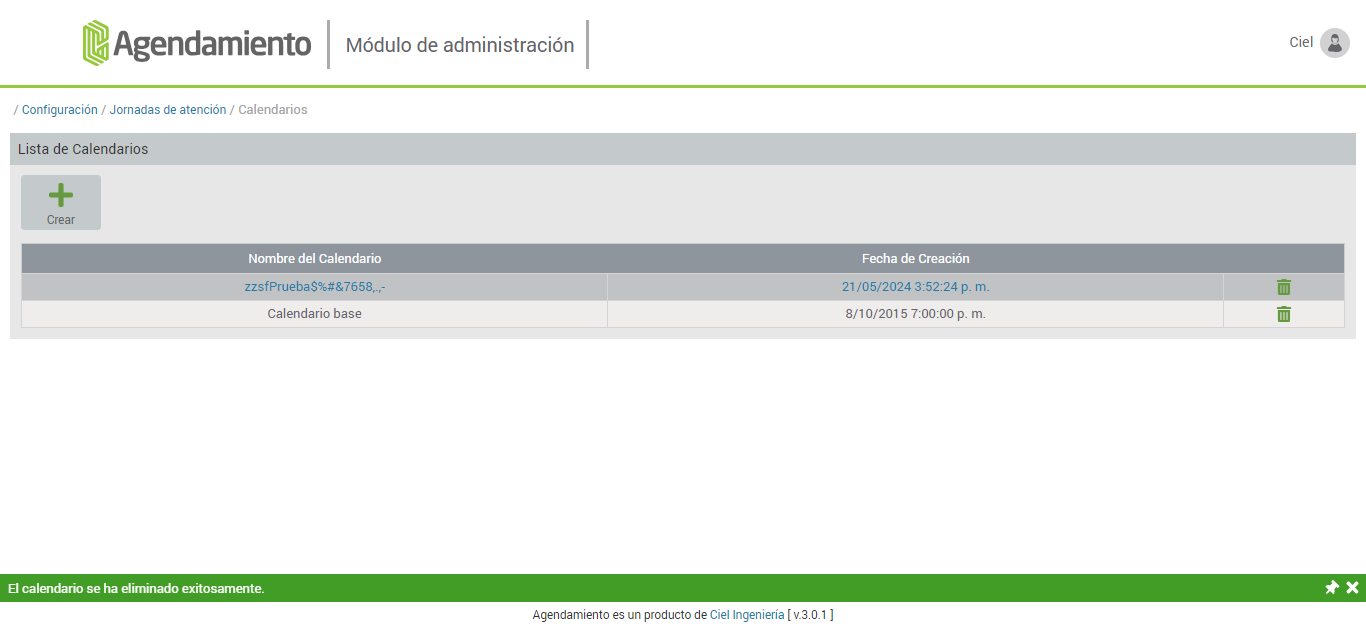 Agendamiento
Módulo de administración
Ciel
/ Configuración / Jornadas de atención / Calendarios
Lista de Calendarios
Crear
Nombre del Calendario Fecha de Creación
zzsfPrueba$%#&7658,.,- 21/05/2024 3:52:24 p. m.
Calendario base 8/10/2015 7:00:00 p. m.
El calendario se ha eliminado exitosamente.
Agendamiento es un producto de Ciel Ingeniería [ v.3.0.1 ]